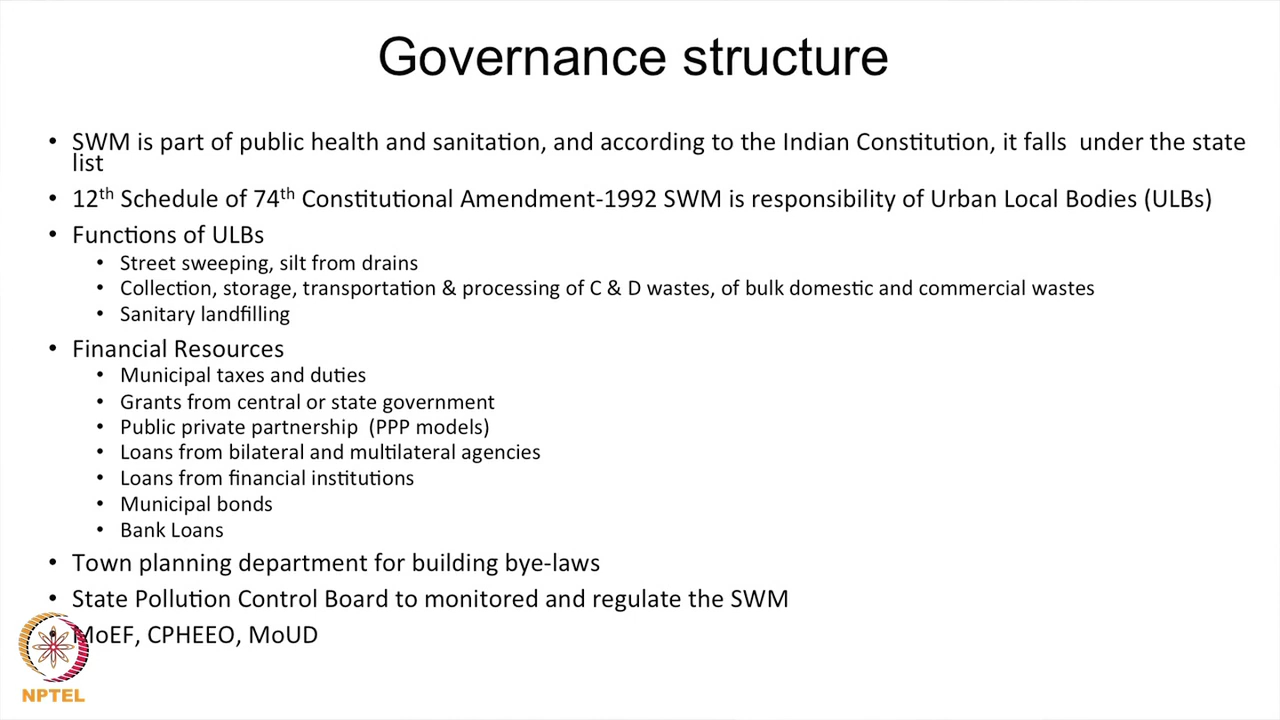 Governance structure
• SWM is part of public health and sanitation, and according to the Indian Constitution, it falls  under the state
list
• 12th Schedule of 74th Constitutional Amendment-1992 SWM is responsibility of Urban Local Bodies (ULBs)
• Functions of ULBs
• Street sweeping, silt from drains
• Collection, storage, transportation & processing of C & D wastes, of bulk domestic and commercial wastes
• Sanitary landfilling
• Financial Resources
• Municipal taxes and duties
• Grants from central or state government
• Public private partnership  (PPP models)
• Loans from bilateral and multilateral agencies
• Loans from financial institutions
• Municipal bonds
• Bank Loans
• Town planning department for building bye-laws
• State Pollution Control Board to monitored and regulate the SWM
MoEF, CPHEEO, MoUD
NPTEL